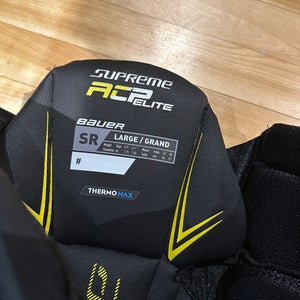 SUPREME
ACP ELITE
BAUER
SR LARGE / GRAND
#
THERMO MAX